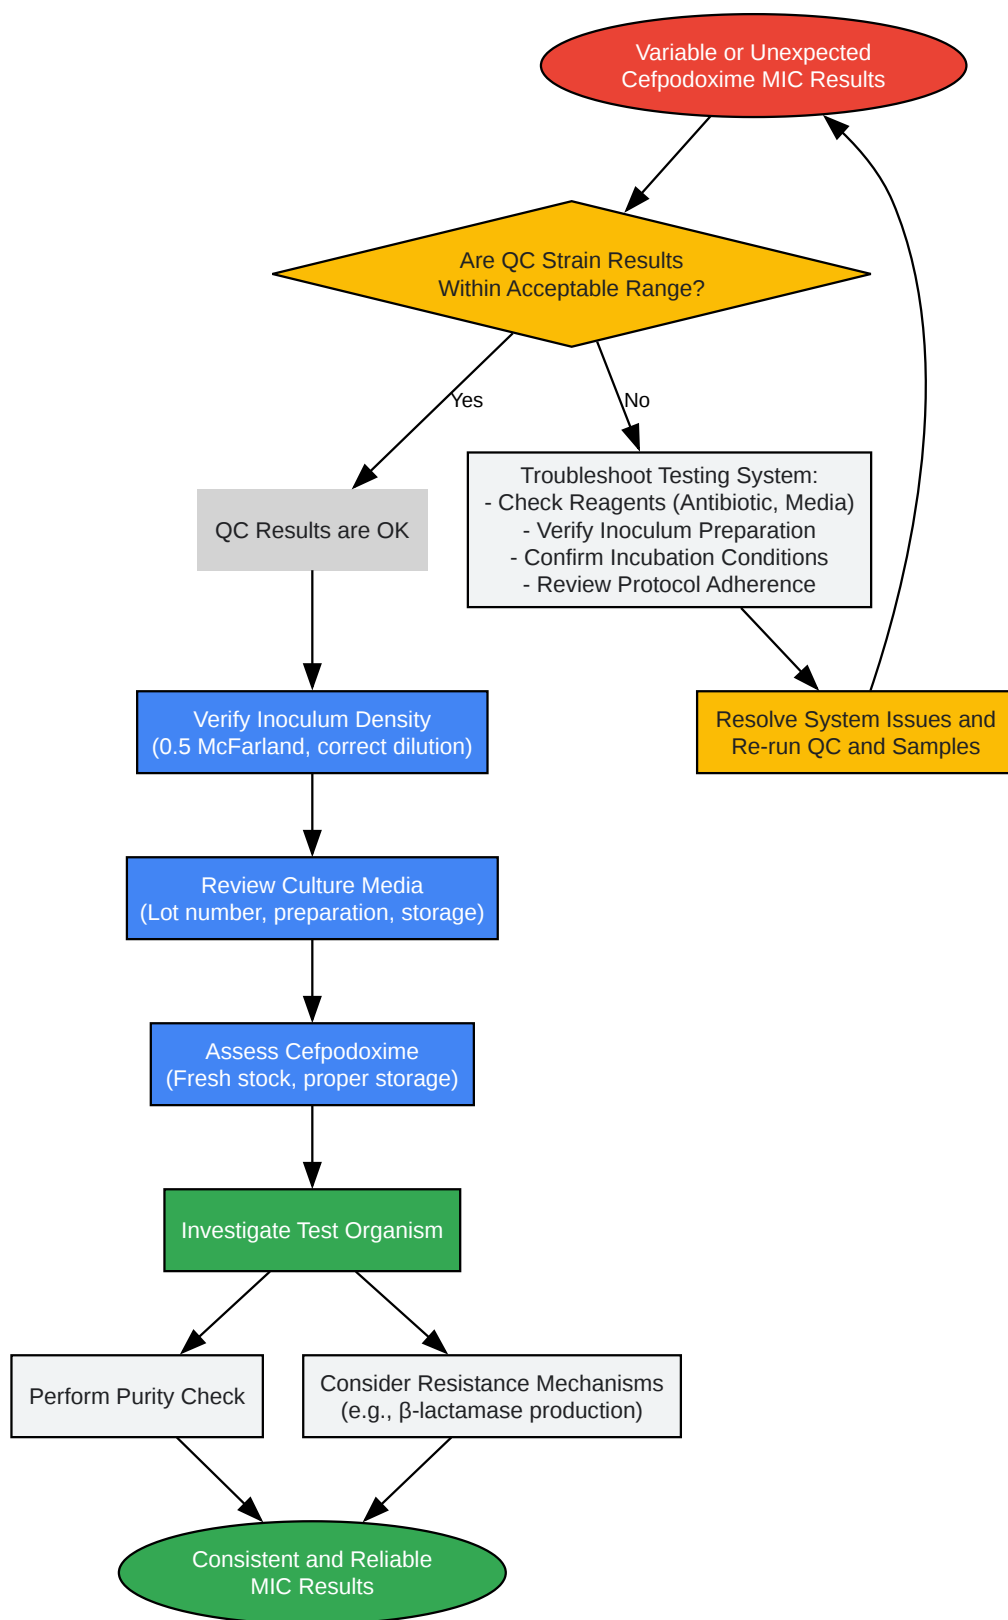 Variable or Unexpected
Cefpodoxime MIC Results
Are QC Strain Results
Within Acceptable Range?
Yes
No
Troubleshoot Testing System:
- Check Reagents (Antibiotic, Media)
- Verify Inoculum Preparation
- Confirm Incubation Conditions
- Review Protocol Adherence
QC Results are OK
Verify Inoculum Density
(0.5 McFarland, correct dilution)
Resolve System Issues and
Re-run QC and Samples
Review Culture Media
(Lot number, preparation, storage)
Assess Cefpodoxime
(Fresh stock, proper storage)
Investigate Test Organism
Perform Purity Check
Consider Resistance Mechanisms
(e.g., β-lactamase production)
Consistent and Reliable
MIC Results